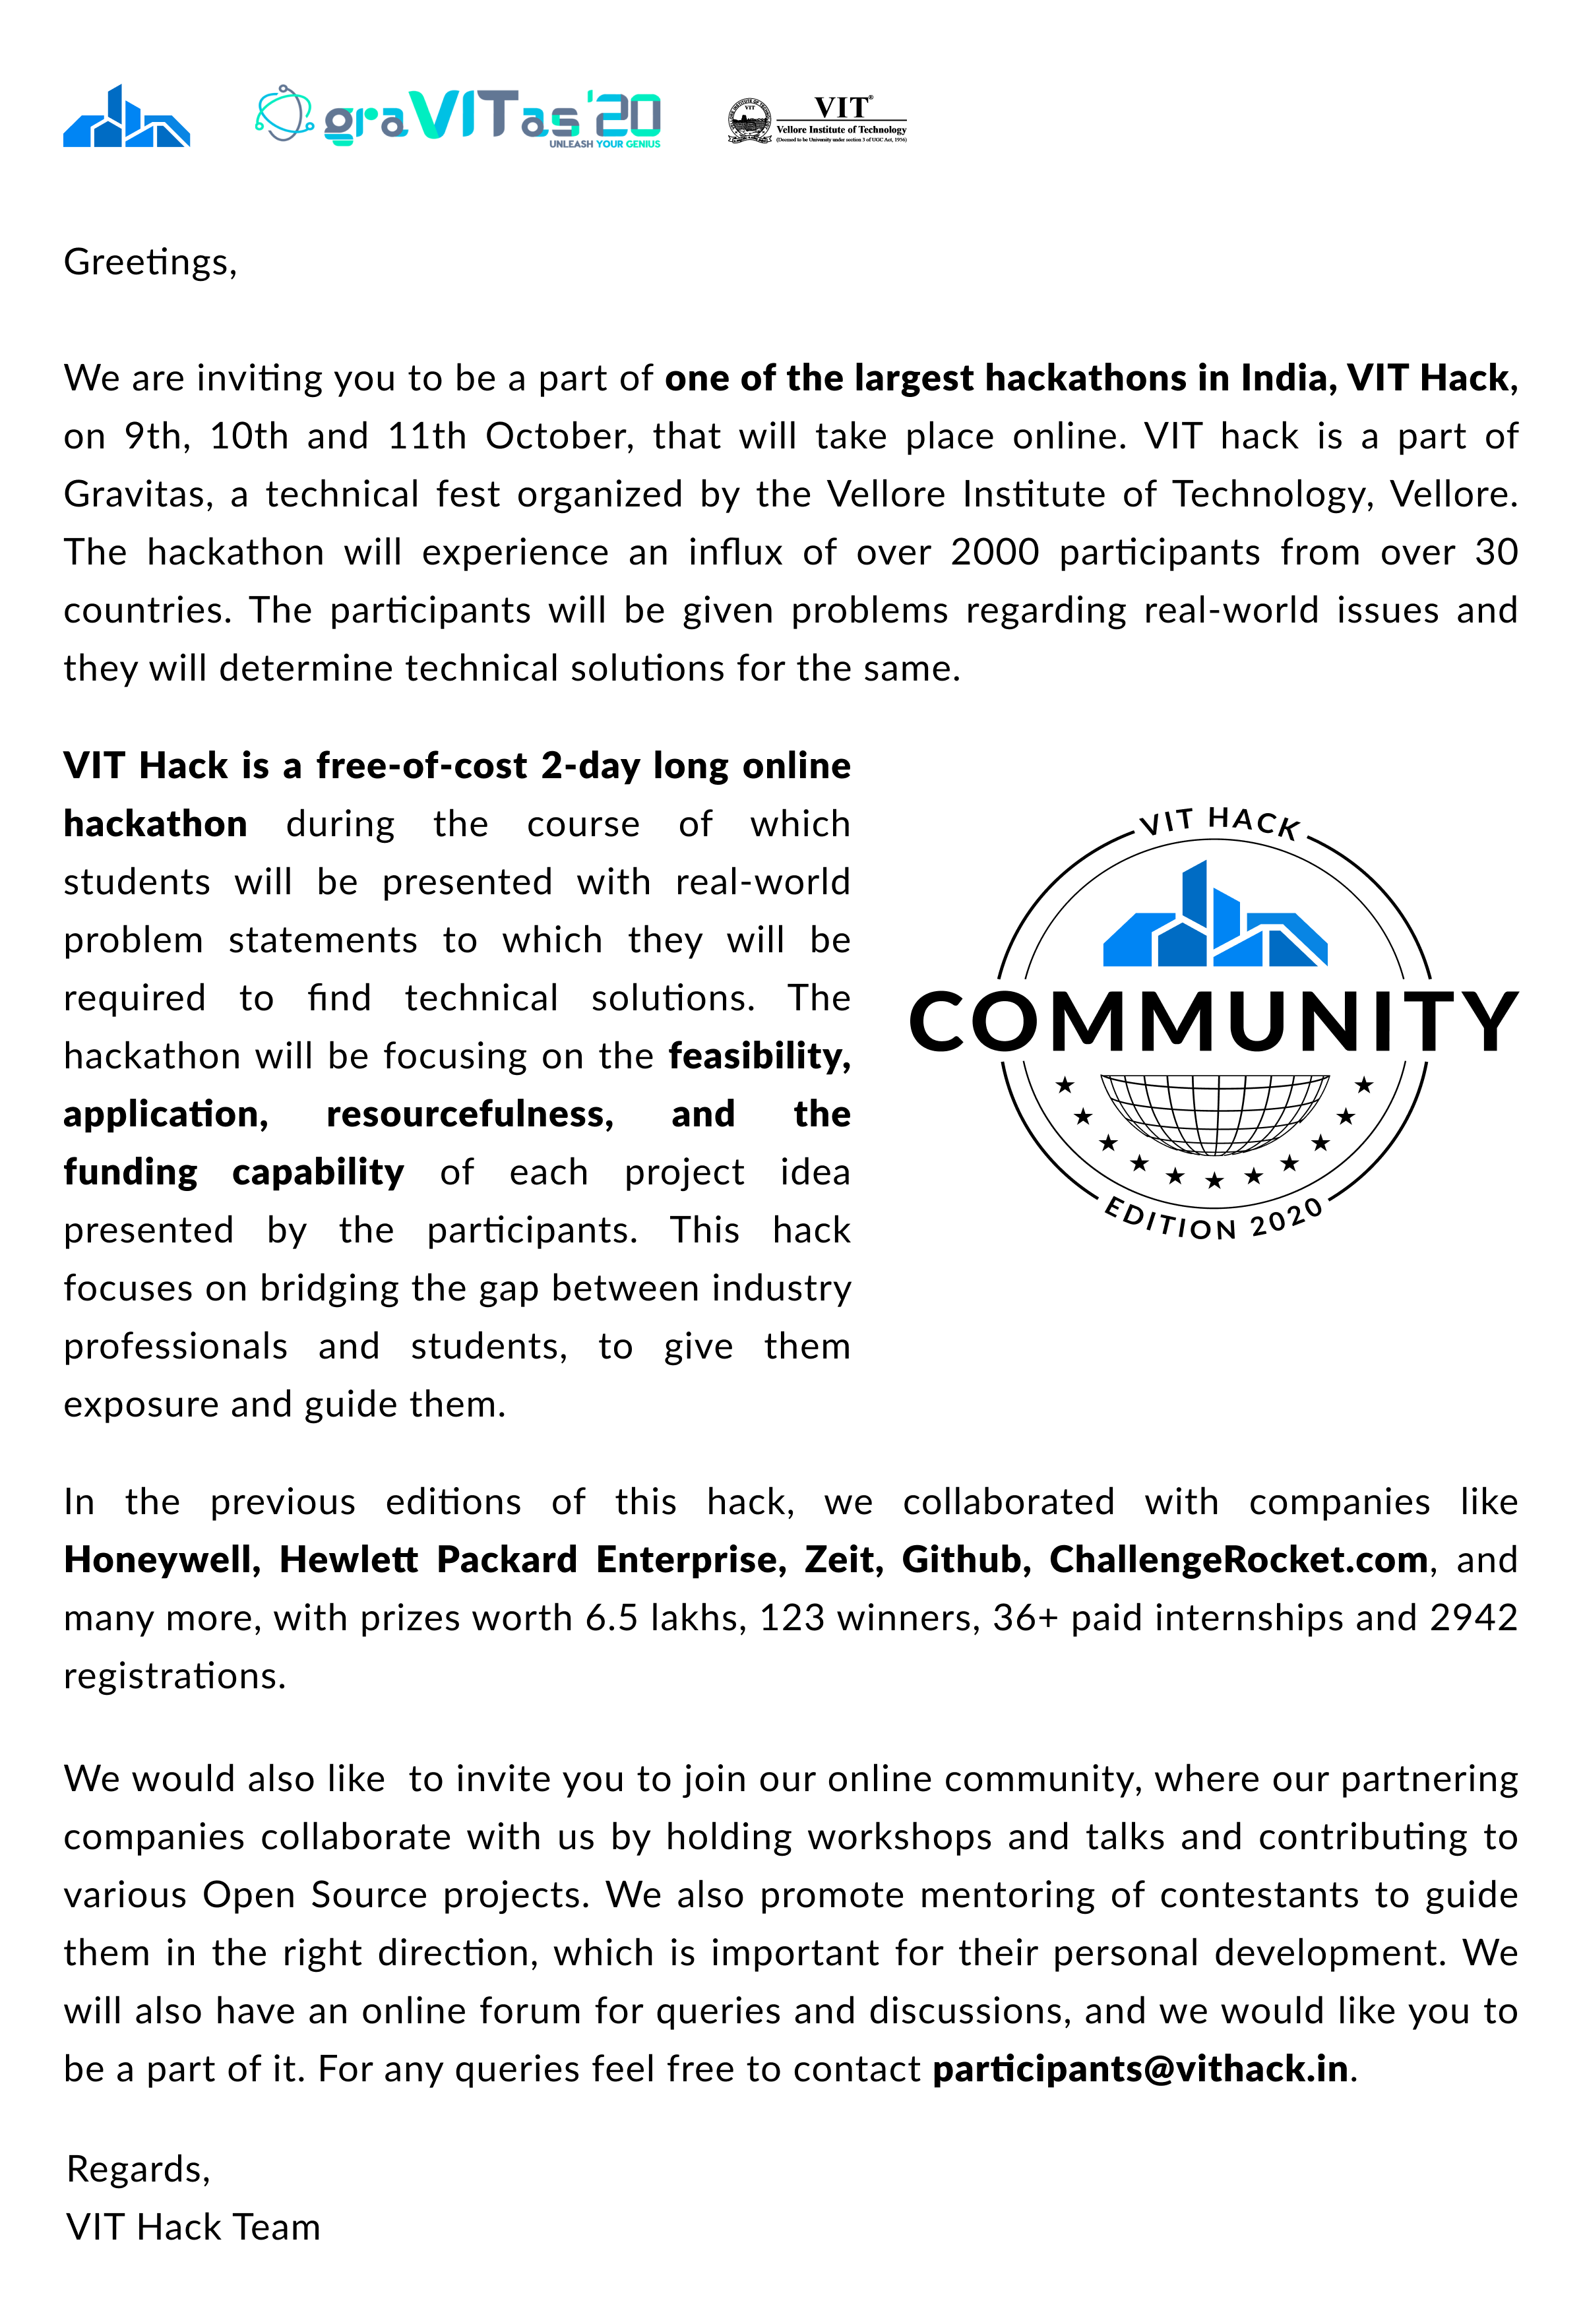 graVITas'20
UNLEASH YOUR GENIUS
VIT®
Vellore Institute of Technology
(Deemed to be University under section 3 of UGC Act, 1956)
Greetings,
We are inviting you to be a part of one of the largest hackathons in India, VIT Hack,
on 9th, 10th and 11th October, that will take place online. VIT hack is a part of
Gravitas, a technical fest organized by the Vellore Institute of Technology, Vellore.
The hackathon will experience an influx of over 2000 participants from over 30
countries. The participants will be given problems regarding real-world issues and
they will determine technical solutions for the same.
VIT Hack is a free-of-cost 2-day long online
hackathon during the course of which
students will be presented with real-world
problem statements to which they will be
required to find technical solutions. The
hackathon will be focusing on the feasibility,
application, resourcefulness, and the
funding capability of each project idea
presented by the participants. This hack
focuses on bridging the gap between industry
professionals and students, to give them
exposure and guide them.
VIT HACK
COMMUNITY
EDITION 2020
In the previous editions of this hack, we collaborated with companies like
Honeywell, Hewlett Packard Enterprise, Zeit, Github, ChallengeRocket.com, and
many more, with prizes worth 6.5 lakhs, 123 winners, 36+ paid internships and 2942
registrations.
We would also like to invite you to join our online community, where our partnering
companies collaborate with us by holding workshops and talks and contributing to
various Open Source projects. We also promote mentoring of contestants to guide
them in the right direction, which is important for their personal development. We
will also have an online forum for queries and discussions, and we would like you to
be a part of it. For any queries feel free to contact participants@vithack.in.
Regards,
VIT Hack Team